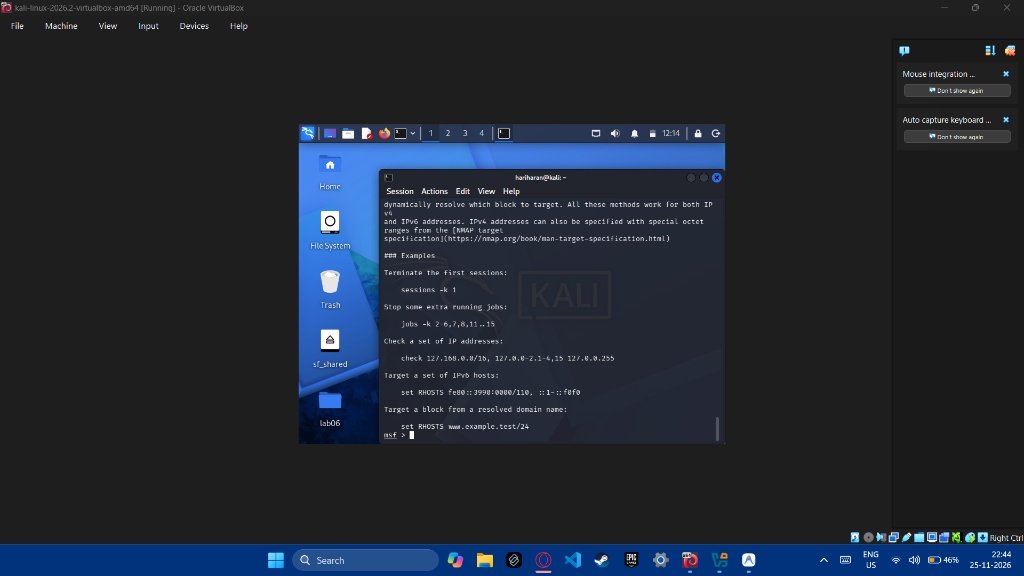 kali-linux-2026.2-virtualbox-amd64 [Running] - Oracle VirtualBox
File Machine View Input Devices Help
Mouse integration ...
Don't show again
Auto capture keyboard ...
Don't show again
1 2 3 4 12:14
Home
File System
Trash
sf_shared
lab06
hariharan@kali: ~
Session Actions Edit View Help
dynamically resolve which block to target. All these methods work for both IP
v4
and IPv6 addresses. IPv4 addresses can also be specified with special octet
ranges from the [NMAP target
specification](https://nmap.org/book/man-target-specification.html)
### Examples
Terminate the first sessions:
sessions -k 1
Stop some extra running jobs:
jobs -k 2-6,7,8,11..15
Check a set of IP addresses:
check 127.168.0.0/16, 127.0.0-2.1-4,15 127.0.0.255
Target a set of IPv6 hosts:
set RHOSTS fe80::3990:0000/110, ::1-::f0f0
Target a block from a resolved domain name:
set RHOSTS www.example.test/24
msf >
KALI
Right Ctrl
Search
EPIC
ENG
US
46%
22:44
25-11-2026